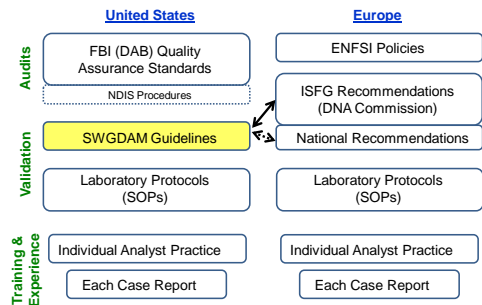 United States
Europe
Audits
FBI (DAB) Quality
Assurance Standards
NDIS Procedures
ENFSI Policies
ISFG Recommendations
(DNA Commission)
Validation
SWGDAM Guidelines
National Recommendations
Laboratory Protocols
(SOPs)
Laboratory Protocols
(SOPs)
Training &
Experience
Individual Analyst Practice
Individual Analyst Practice
Each Case Report
Each Case Report